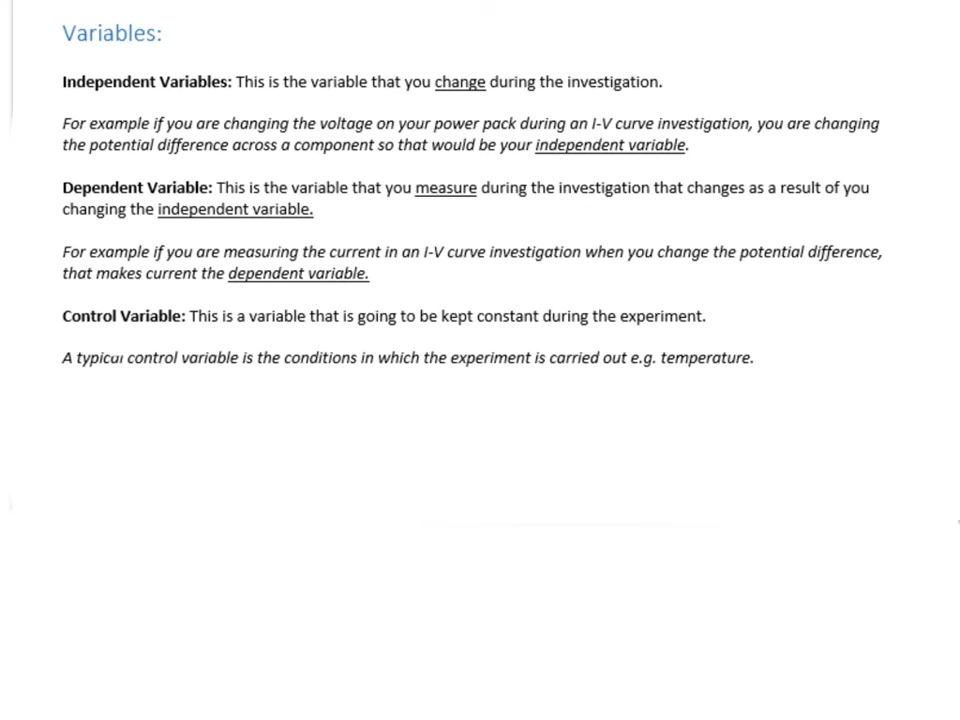 Variables:
Independent Variables: This is the variable that you change during the investigation.
For example if you are changing the voltage on your power pack during an I-V curve investigation, you are changing
the potential difference across a component so that would be your independent variable.
Dependent Variable: This is the variable that you measure during the investigation that changes as a result of you
changing the independent variable.
For example if you are measuring the current in an I-V curve investigation when you change the potential difference,
that makes current the dependent variable.
Control Variable: This is a variable that is going to be kept constant during the experiment.
A typical control variable is the conditions in which the experiment is carried out e.g. temperature.